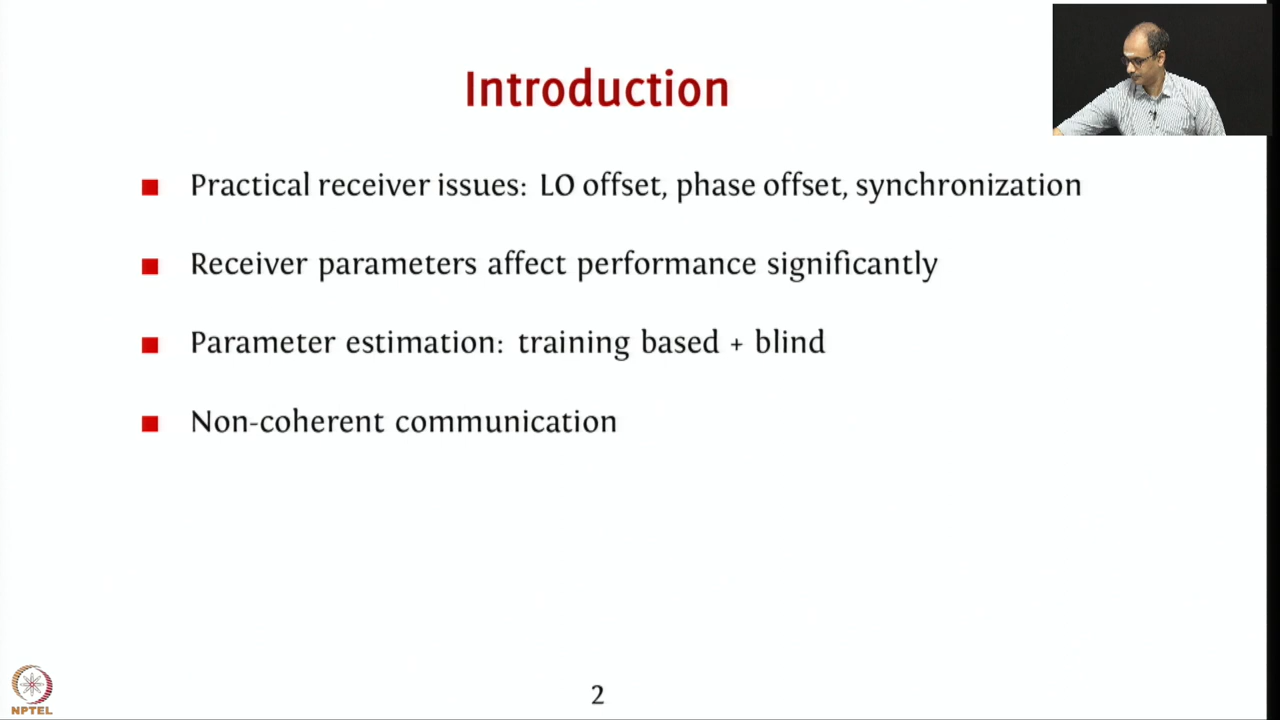 Introduction
Practical receiver issues: LO offset, phase offset, synchronization
Receiver parameters affect performance significantly
Parameter estimation: training based + blind
Non-coherent communication
NPTEL
2